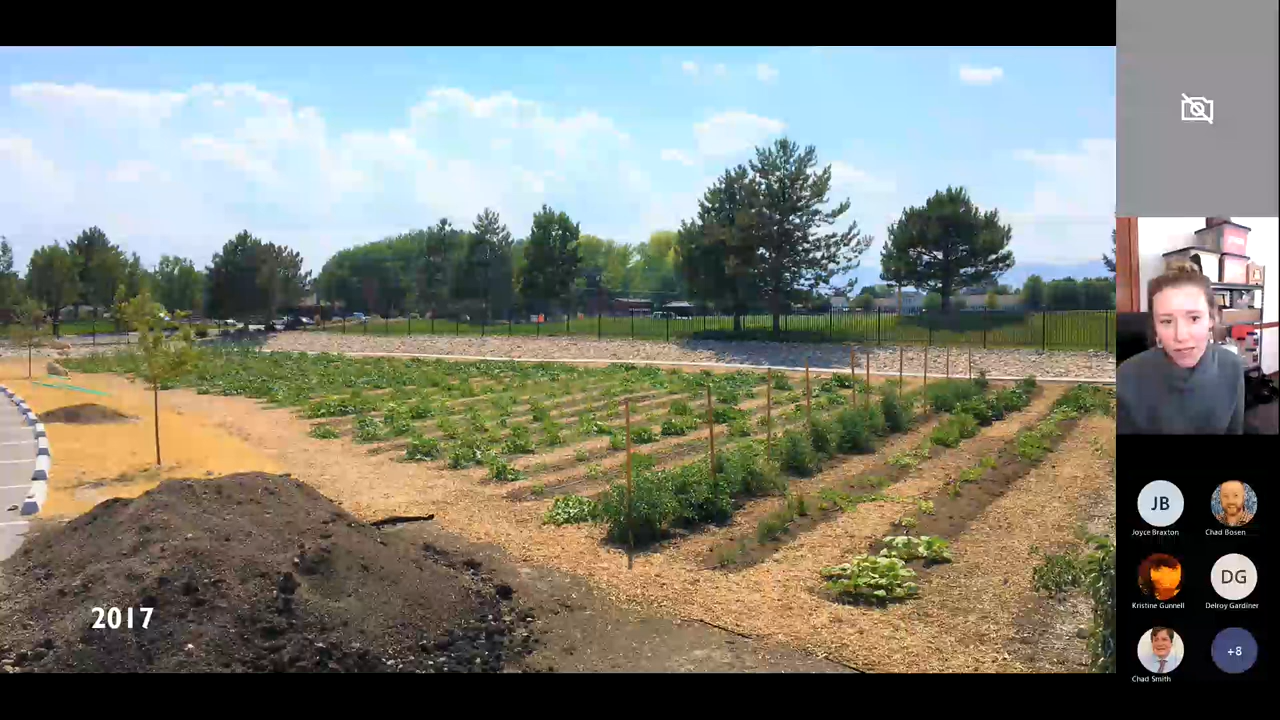 2017
JB
Joyce Braxton
Chad Bosen
Kristine Gunnell
DG
Delroy Gardiner
Chad Smith
+8